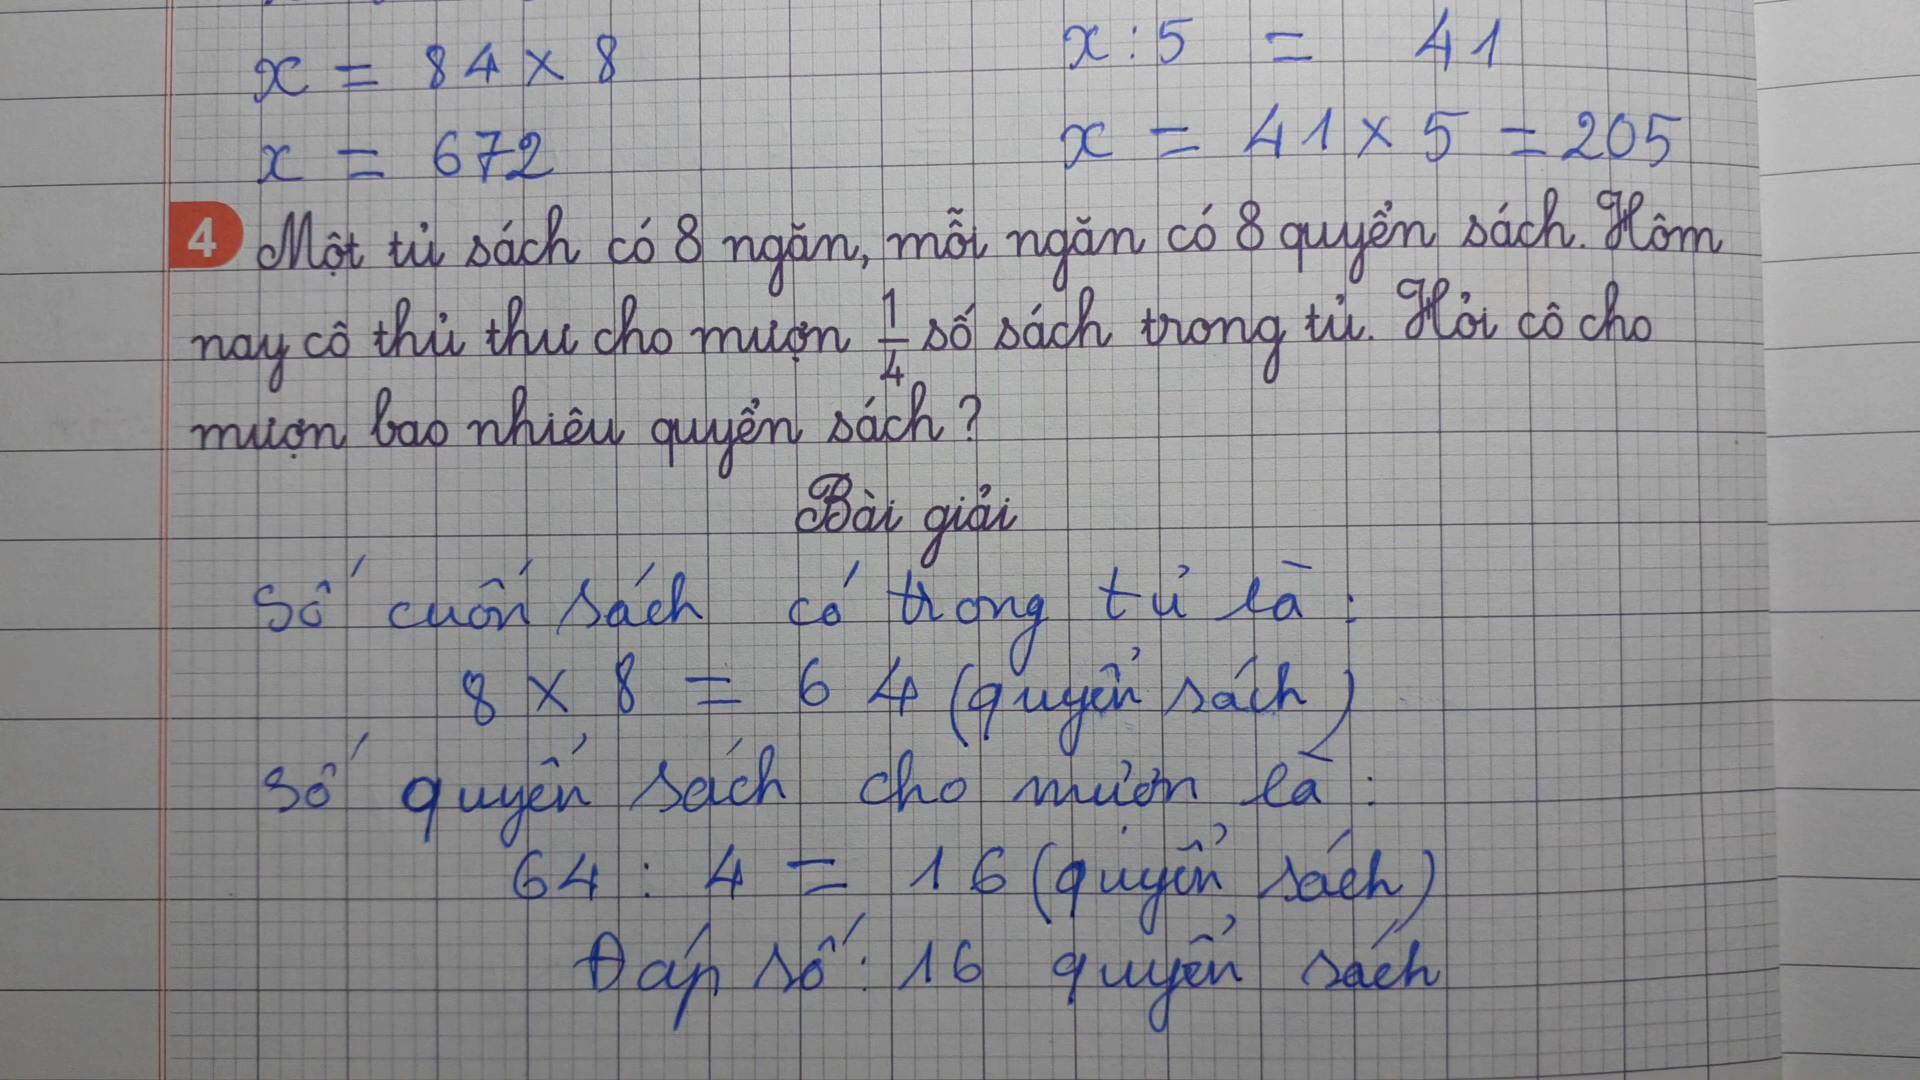 x = 84 x 8
x : 5 = 41
x = 672
x = 41 x 5 = 205
4 Một tủ sách có 8 ngăn, mỗi ngăn có 8 quyển sách. Hôm
nay cô thủ thư cho mượn 1/4 số sách trong tủ. Hỏi cô cho
mượn bao nhiêu quyển sách?
Bài giải
Số cuốn sách có trong tủ là :
8 x 8 = 64 (quyển sách)
Số quyển sách cho mượn là :
64 : 4 = 16 (quyển sách)
Đáp số : 16 quyển sách